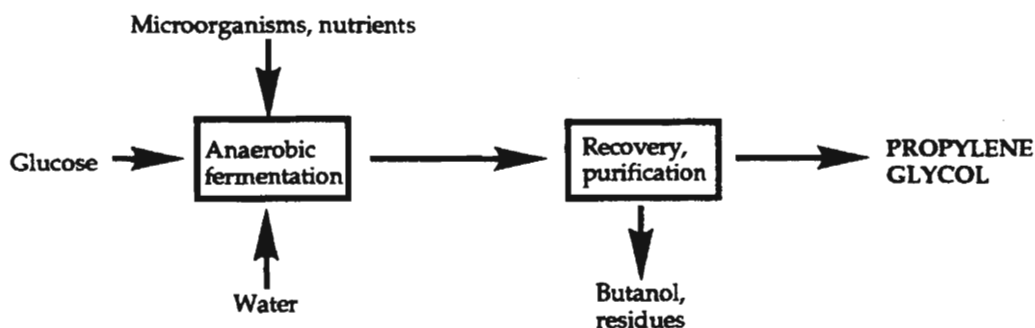 Microorganisms, nutrients
Glucose
Anaerobic
fermentation
Water
Recovery,
purification
Butanol,
residues
PROPYLENE
GLYCOL